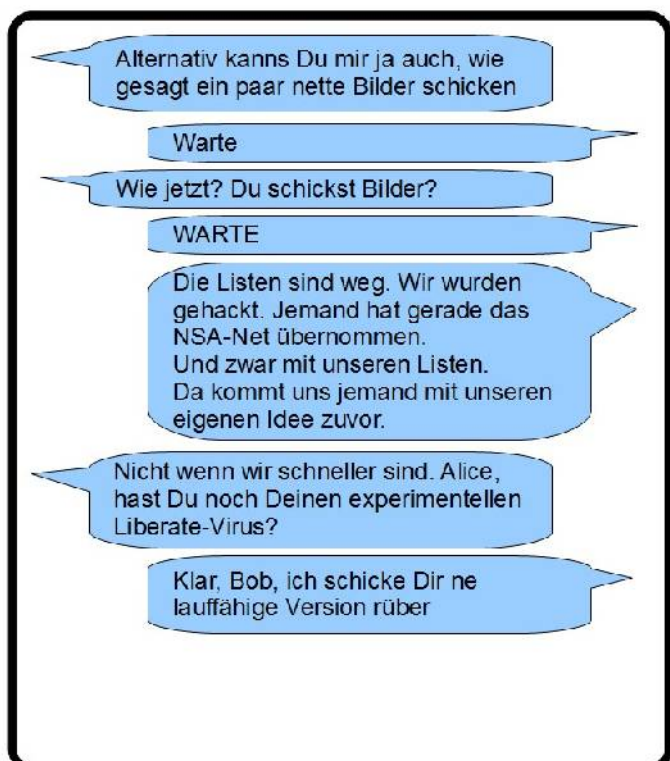 Alternativ kanns Du mir ja auch, wie
gesagt ein paar nette Bilder schicken
Warte
Wie jetzt? Du schickst Bilder?
WARTE
Die Listen sind weg. Wir wurden
gehackt. Jemand hat gerade das
NSA-Net übernommen.
Und zwar mit unseren Listen.
Da kommt uns jemand mit unseren
eigenen Idee zuvor.
Nicht wenn wir schneller sind. Alice,
hast Du noch Deinen experimentellen
Liberate-Virus?
Klar, Bob, ich schicke Dir ne
lauffähige Version rüber